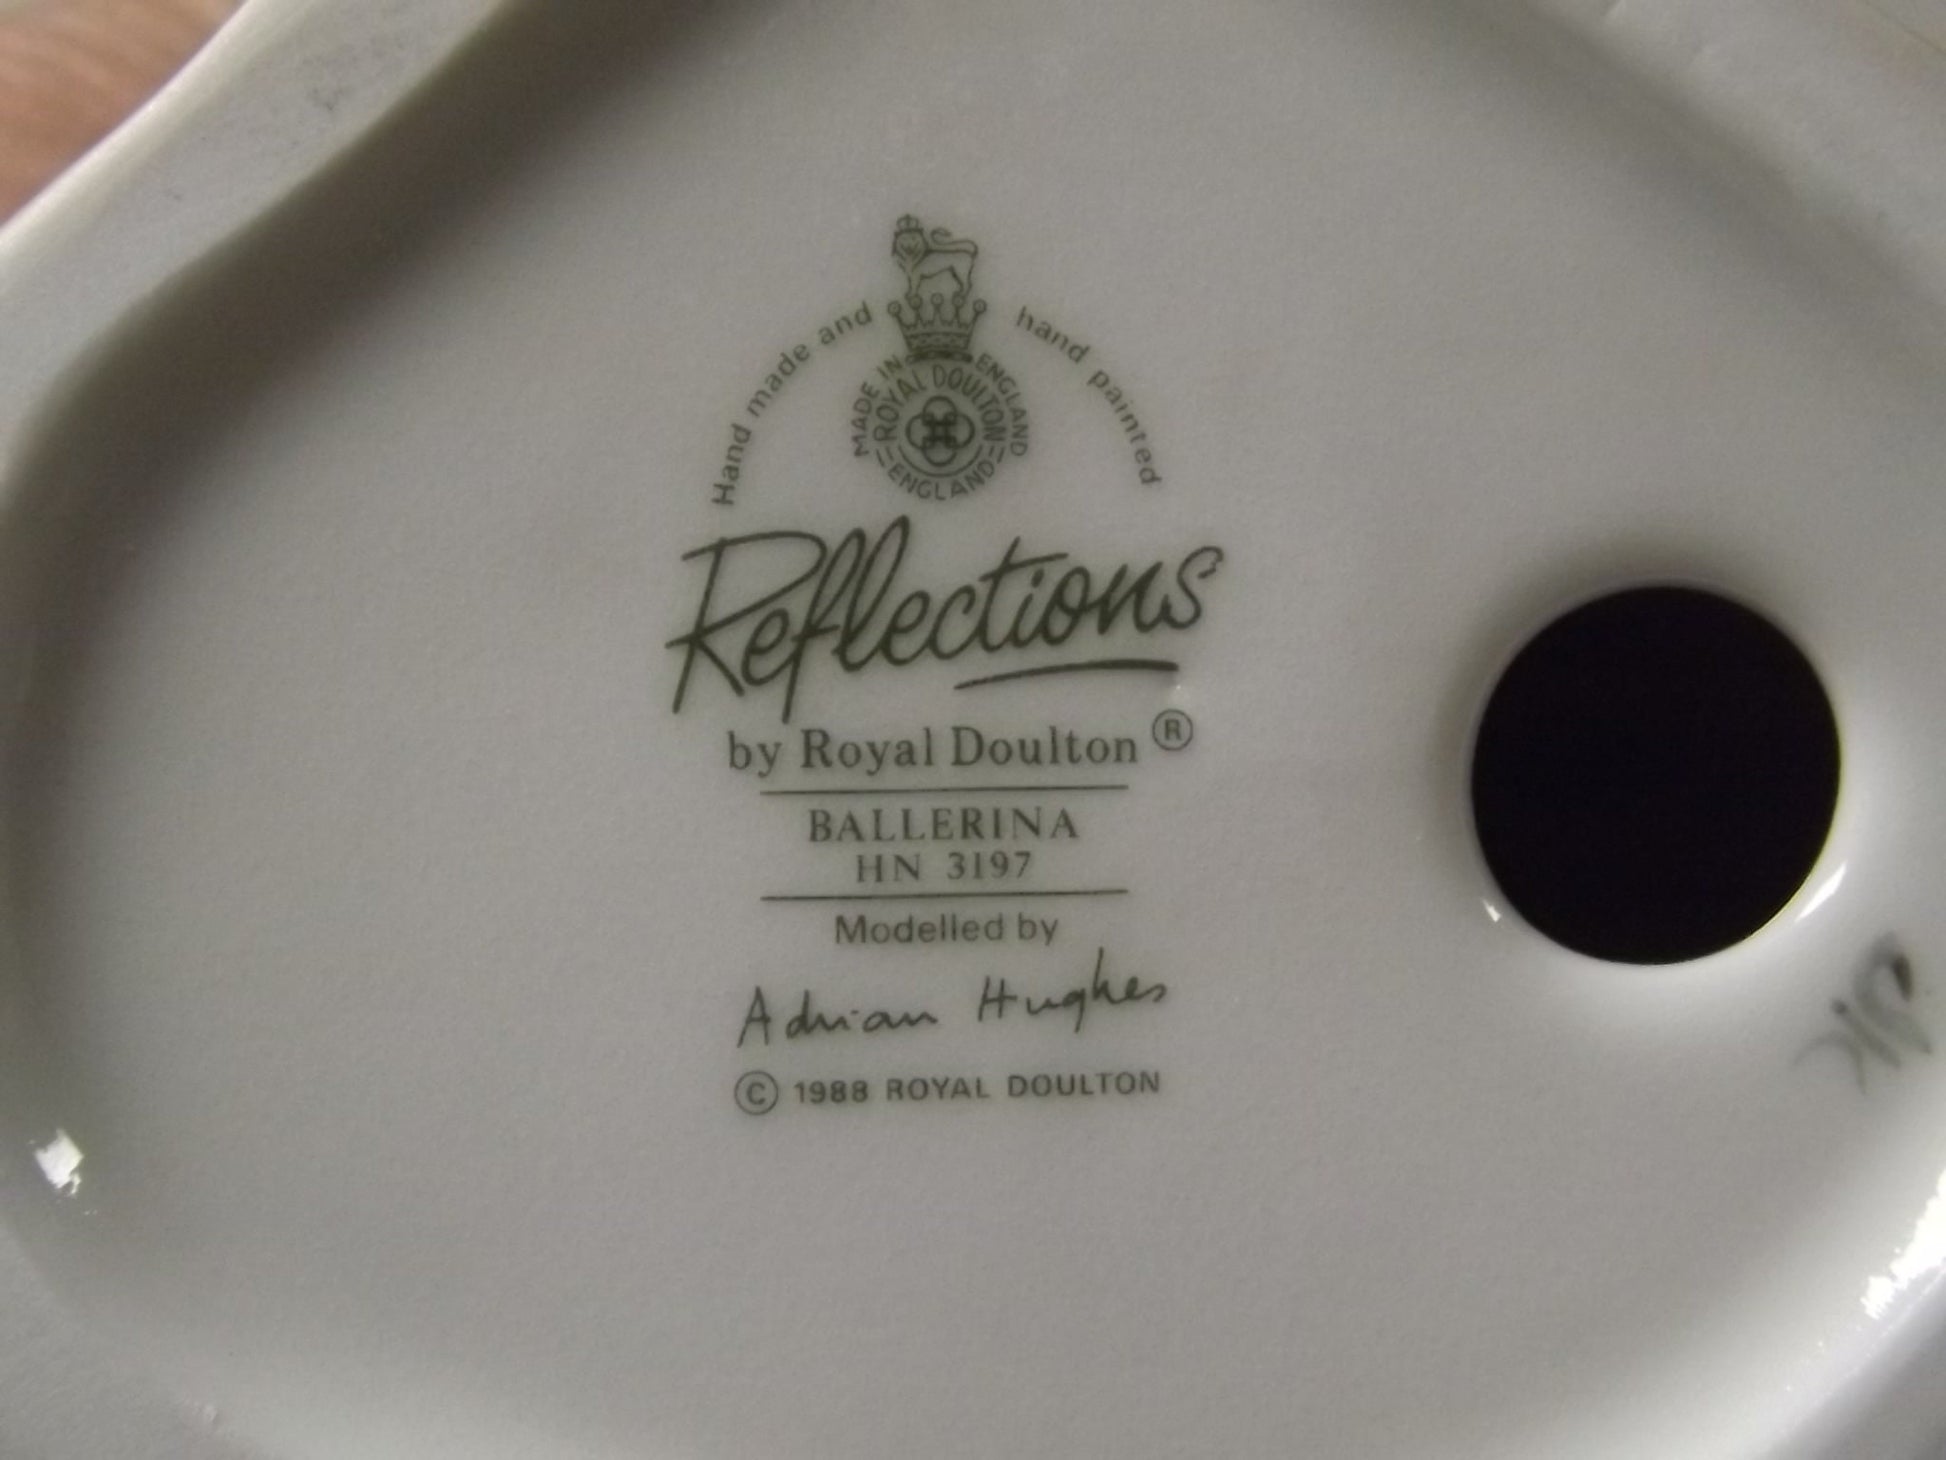 Hand made and hand painted
MADE IN ENGLAND
ROYAL DOULTON
ENGLAND
Reflections
by Royal Doulton ®
BALLERINA
HN 3197
Modelled by
Adrian Hughes
© 1988 ROYAL DOULTON